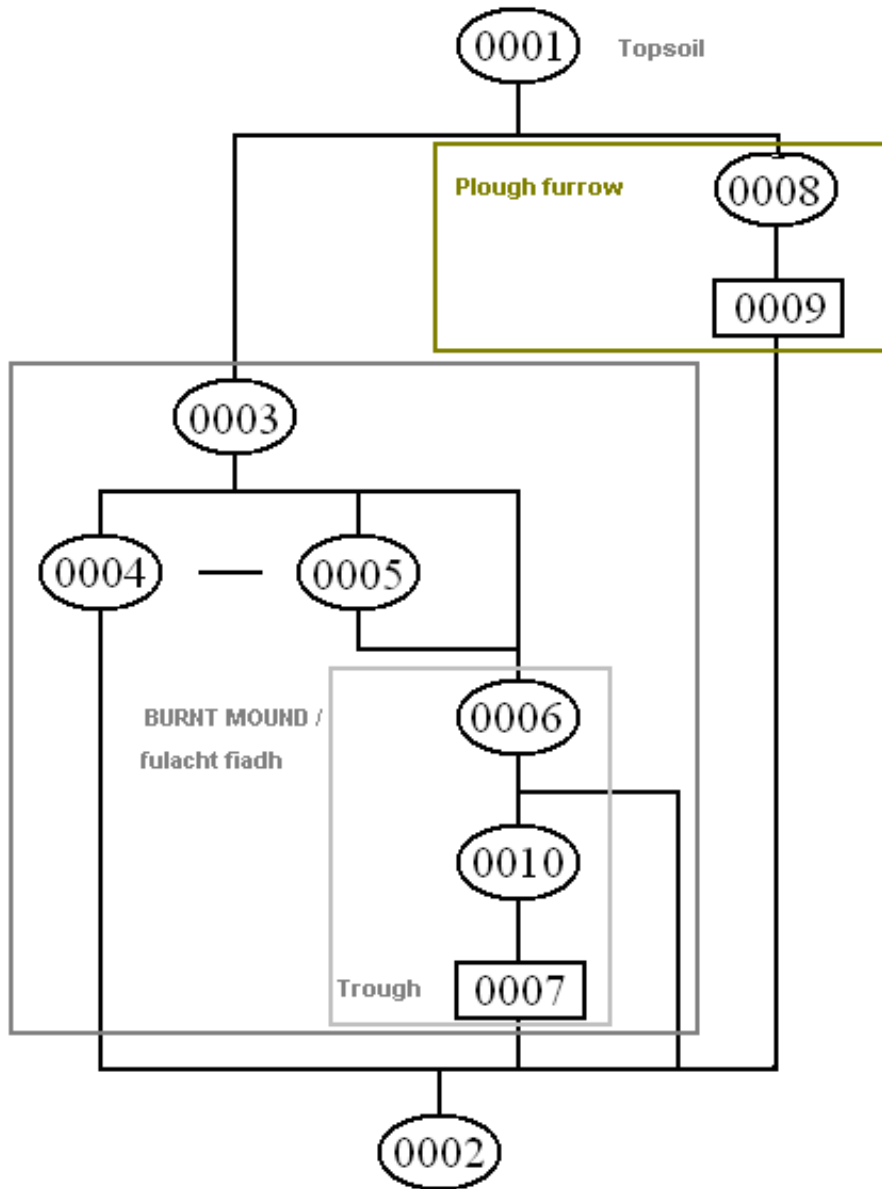 0001
Topsoil
Plough furrow
0008
0009
0003
0004
0005
0006
BURNT MOUND /
fulacht fiadh
0010
Trough
0007
0002